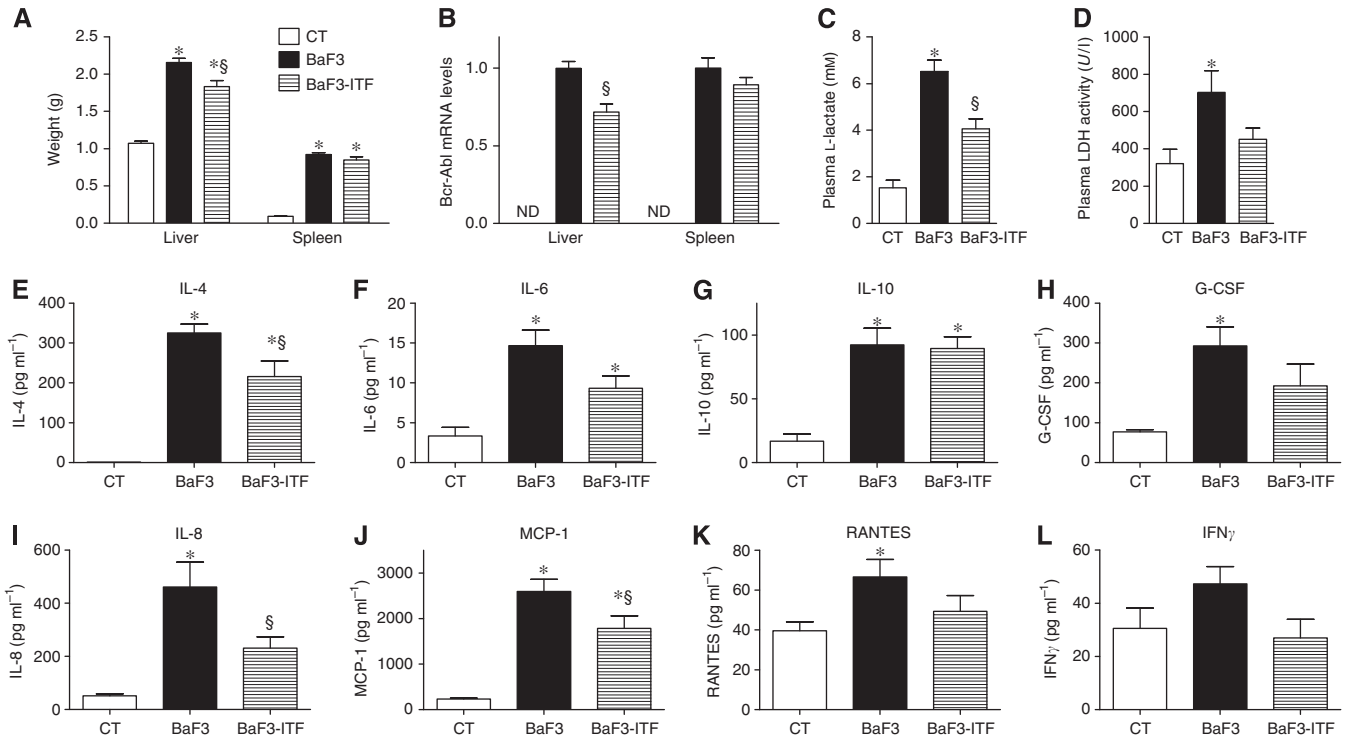 A
Weight (g)
2.5
2.0
1.5
1.0
0.5
0.0
*
*§
*
*
Liver
Spleen
CT
BaF3
BaF3-ITF
B
Bcr-Abl mRNA levels
1.0
0.5
0.0
ND
§
ND
Liver
Spleen
C
Plasma L-lactate (mM)
8
6
4
2
0
*
§
CT
BaF3
BaF3-ITF
D
Plasma LDH activity (U/l)
1000
800
600
400
200
0
*
CT
BaF3
BaF3-ITF
E
IL-4
IL-4 (pg ml−1)
400
300
200
100
0
*
*§
CT
BaF3
BaF3-ITF
F
IL-6
IL-6 (pg ml−1)
20
15
10
5
0
*
*
CT
BaF3
BaF3-ITF
G
IL-10
IL-10 (pg ml−1)
100
50
0
*
*
CT
BaF3
BaF3-ITF
H
G-CSF
G-CSF (pg ml−1)
400
300
200
100
0
*
CT
BaF3
BaF3-ITF
I
IL-8
IL-8 (pg ml−1)
600
400
200
0
*
§
CT
BaF3
BaF3-ITF
J
MCP-1
MCP-1 (pg ml−1)
3000
2000
1000
0
*
*§
CT
BaF3
BaF3-ITF
K
RANTES
RANTES (pg ml−1)
80
60
40
20
0
*
CT
BaF3
BaF3-ITF
L
IFNγ
IFNγ (pg ml−1)
60
40
20
0
CT
BaF3
BaF3-ITF